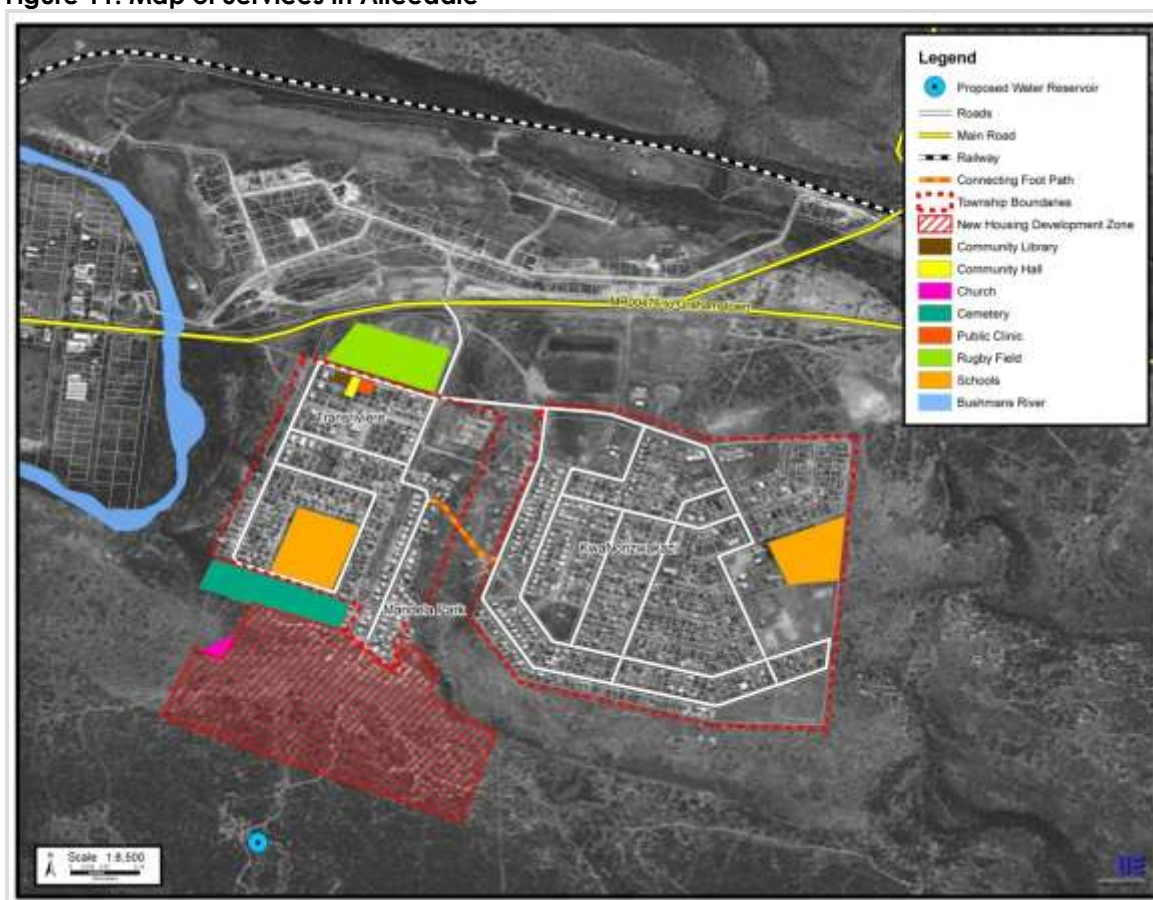 Figure 11: Map of services in Alicedale
Legend
Proposed Water Reservoir
Roads
Main Road
Railway
Connecting Foot Path
Township Boundaries
New Housing Development Zone
Community Library
Community Hall
Church
Cemetery
Public Clinic
Rugby Field
Schools
Bushmans River
Transriviere
Mandela Park
Scale 1:6,500